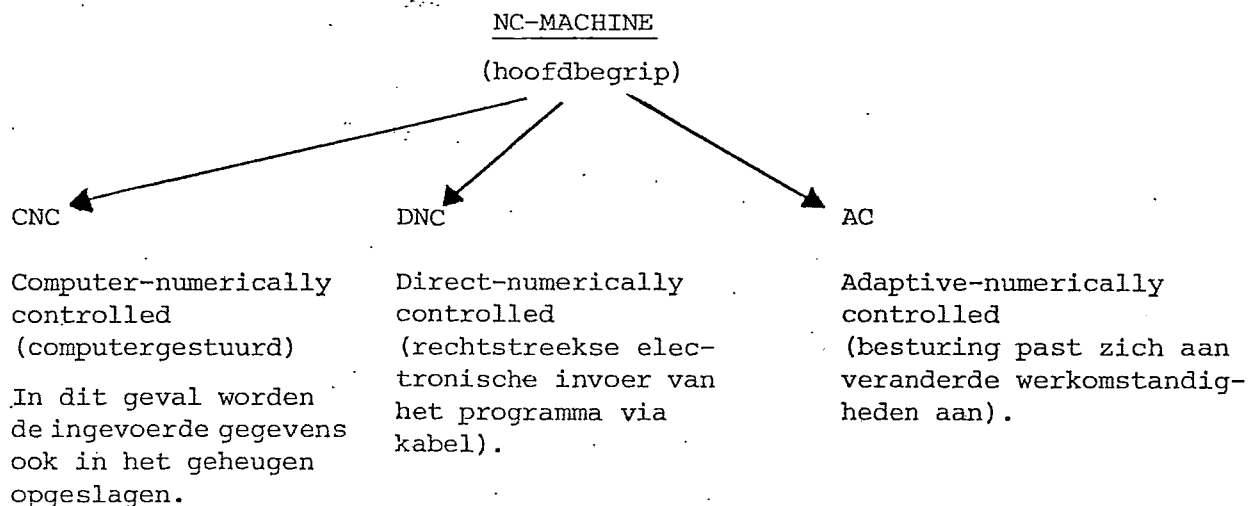 NC-MACHINE
(hoofdbegrip)
CNC
Computer-numerically
controlled
(computergestuurd)
In dit geval worden
de ingevoerde gegevens
ook in het geheugen
opgeslagen.
DNC
Direct-numerically
controlled
(rechtstreekse elec-
tronische invoer van
het programma via
kabel).
AC
Adaptive-numerically
controlled
(besturing past zich aan
veranderde werkomstandig-
heden aan).